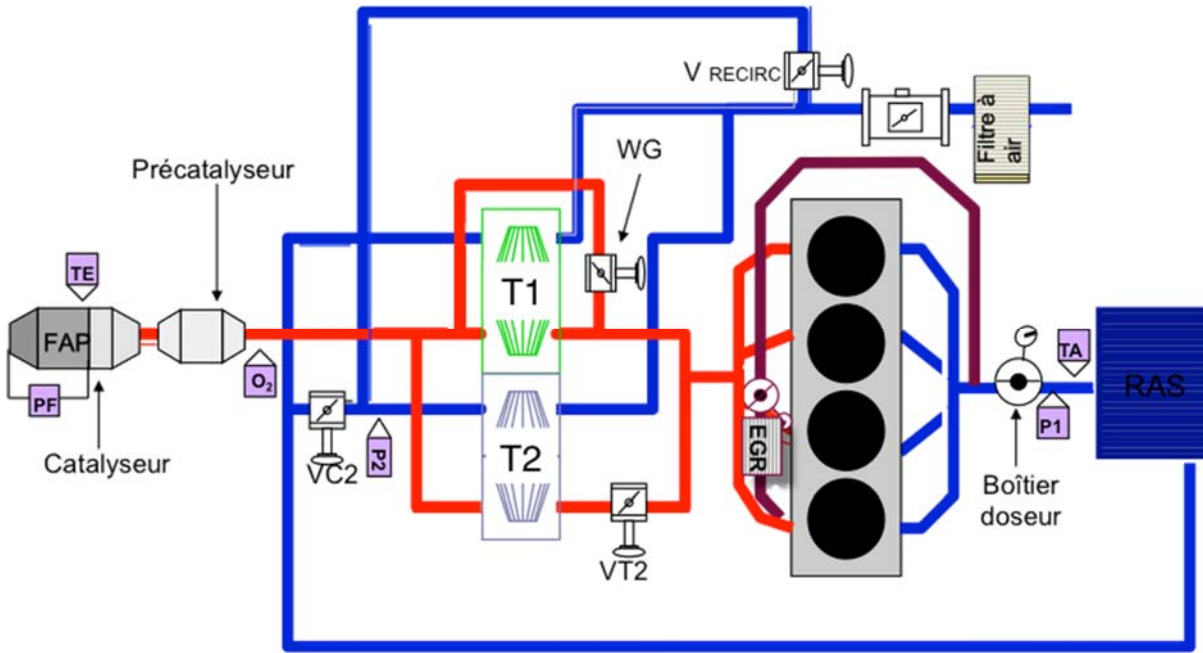 V RECIRC
Filtre à
air
WG
Précatalyseur
TE
T1
FAP
TA
RAS
O2
PF
P1
P2
EGR
Catalyseur
VC2
T2
Boîtier
doseur
VT2